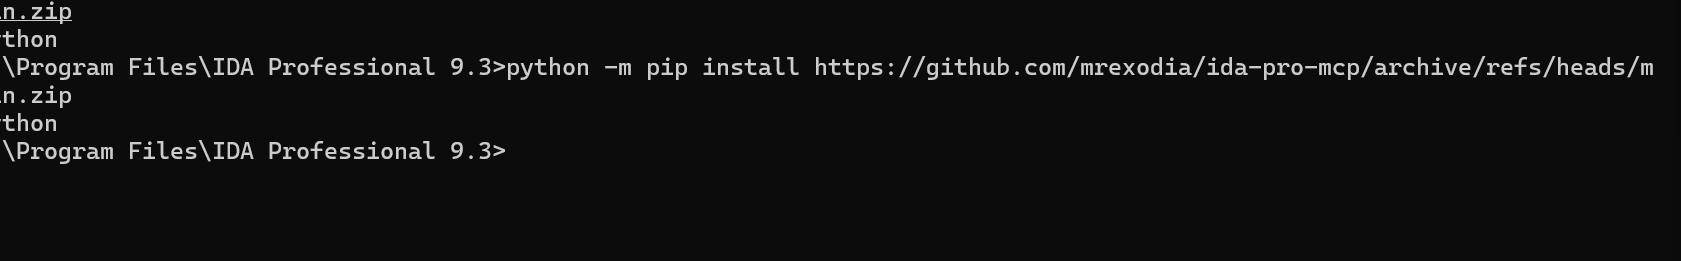 n.zip
thon
\Program Files\IDA Professional 9.3>python -m pip install https://github.com/mrexodia/ida-pro-mcp/archive/refs/heads/m
n.zip
thon
\Program Files\IDA Professional 9.3>